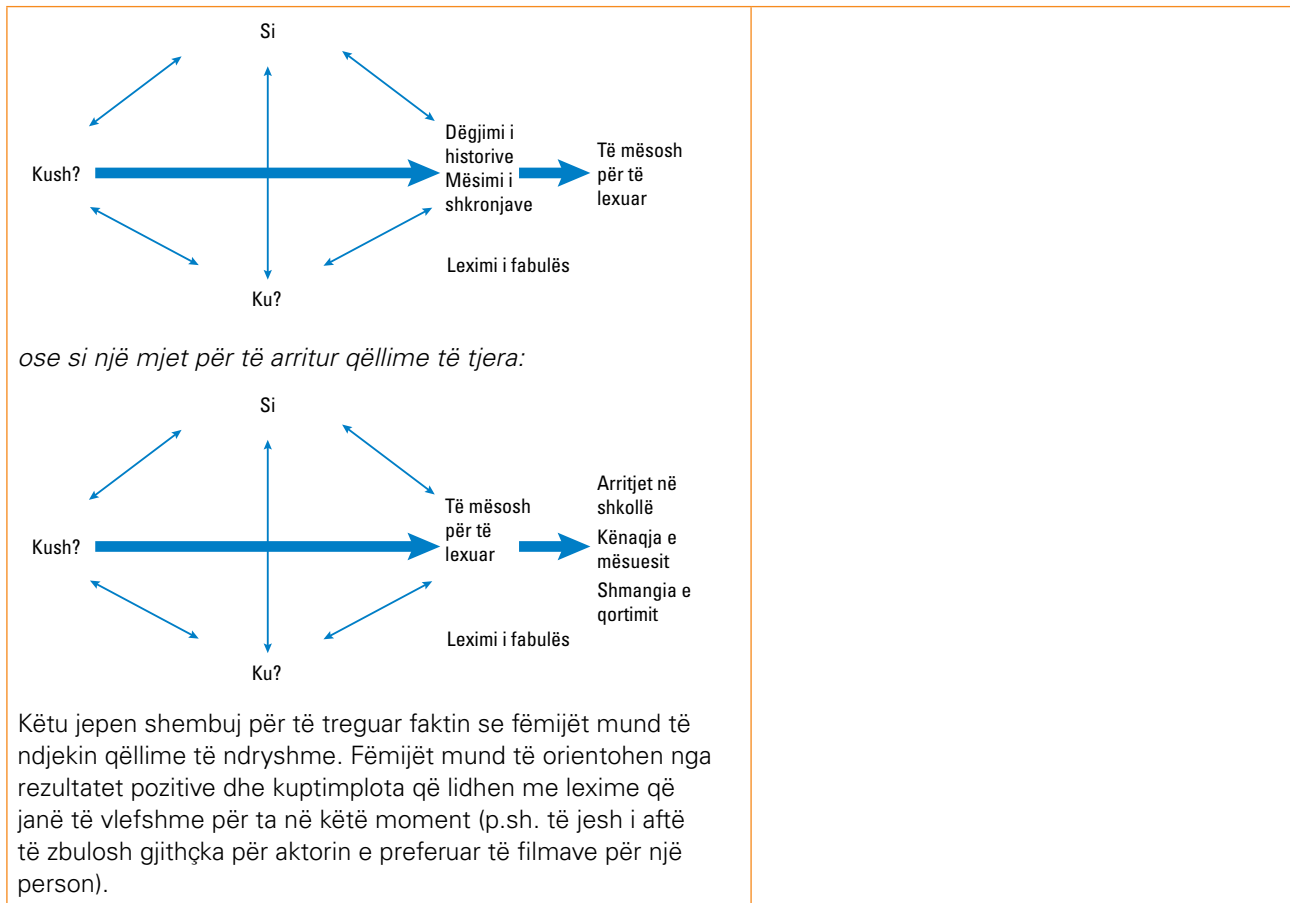 Si
Kush?
Dëgjimi i
historive
Mësimi i
shkronjave
Të mësosh
për të
lexuar
Leximi i fabulës
Ku?
ose si një mjet për të arritur qëllime të tjera:
Si
Kush?
Të mësosh
për të
lexuar
Arritjet në
shkollë
Kënaqja e
mësuesit
Shmangia e
qortimit
Leximi i fabulës
Ku?
Këtu jepen shembuj për të treguar faktin se fëmijët mund të
ndjekin qëllime të ndryshme. Fëmijët mund të orientohen nga
rezultatet pozitive dhe kuptimplota që lidhen me lexime që
janë të vlefshme për ta në këtë moment (p.sh. të jesh i aftë
të zbulosh gjithçka për aktorin e preferuar të filmave për një
person).